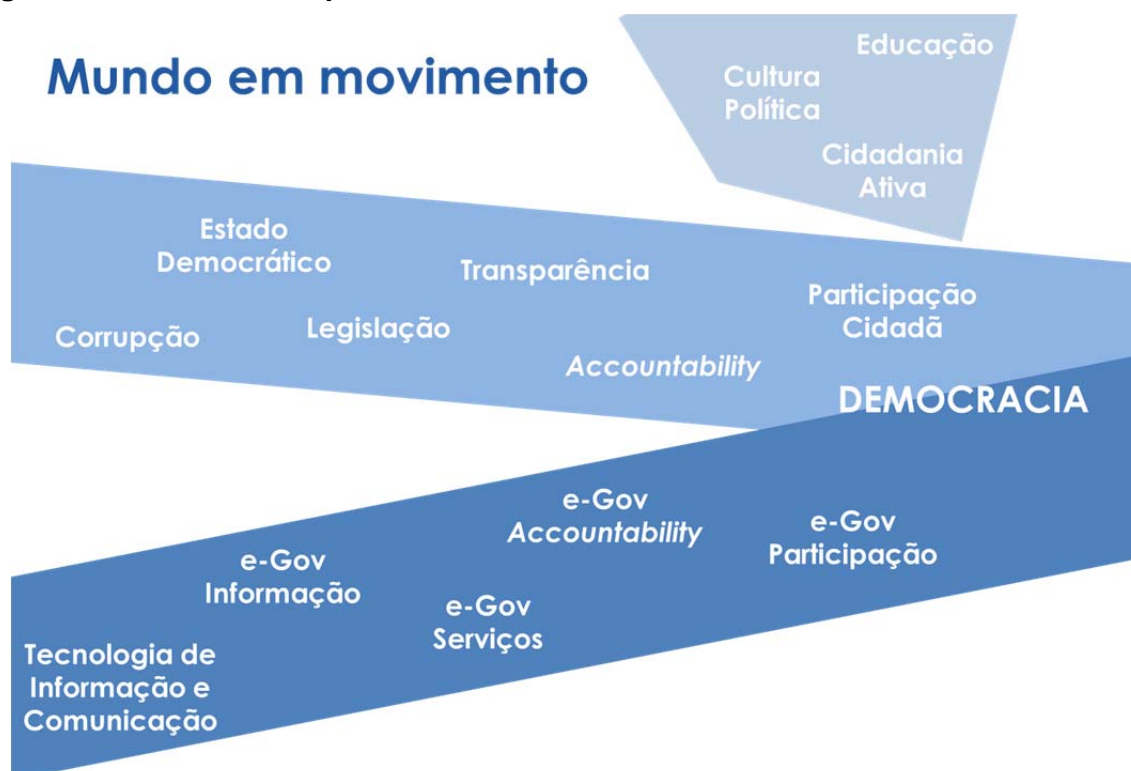 Mundo em movimento
Educação
Cultura
Política
Cidadania
Ativa
Estado
Democrático
Transparência
Participação
Cidadã
Corrupção
Legislação
Accountability
DEMOCRACIA
e-Gov
Accountability
e-Gov
Participação
e-Gov
Informação
e-Gov
Serviços
Tecnologia de
Informação e
Comunicação